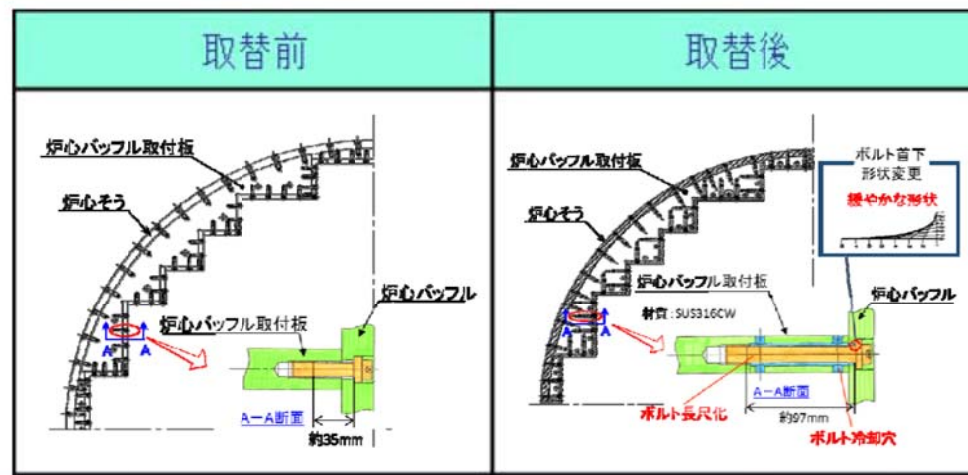 取替前
炉心バッフル取付板
炉心そう
炉心バッフル
炉心バッフル取付板
A
A
A-A断面
約35mm
取替後
炉心バッフル取付板
炉心そう
ボルト首下
形状変更
緩やかな形状
炉心バッフル取付板
炉心バッフル
材質:SUS316CW
A
A
A-A断面
ボルト長尺化
約97mm
ボルト冷却穴